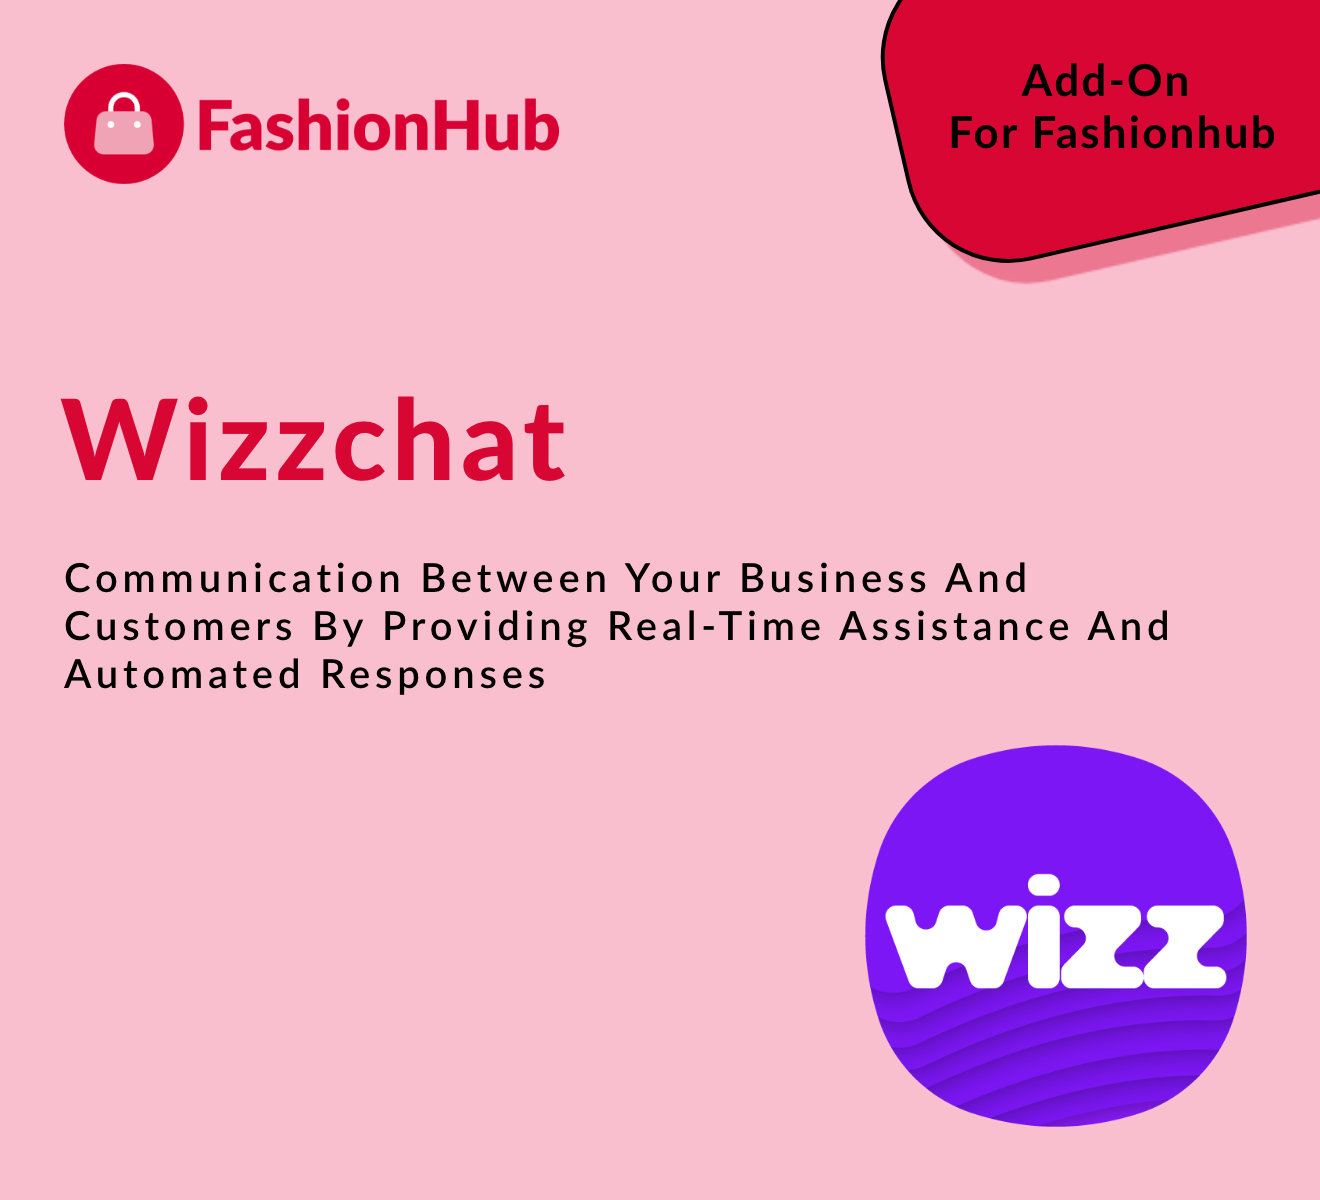 FashionHub
Add-On
For Fashionhub
Wizzchat
Communication Between Your Business And
Customers By Providing Real-Time Assistance And
Automated Responses
wizz